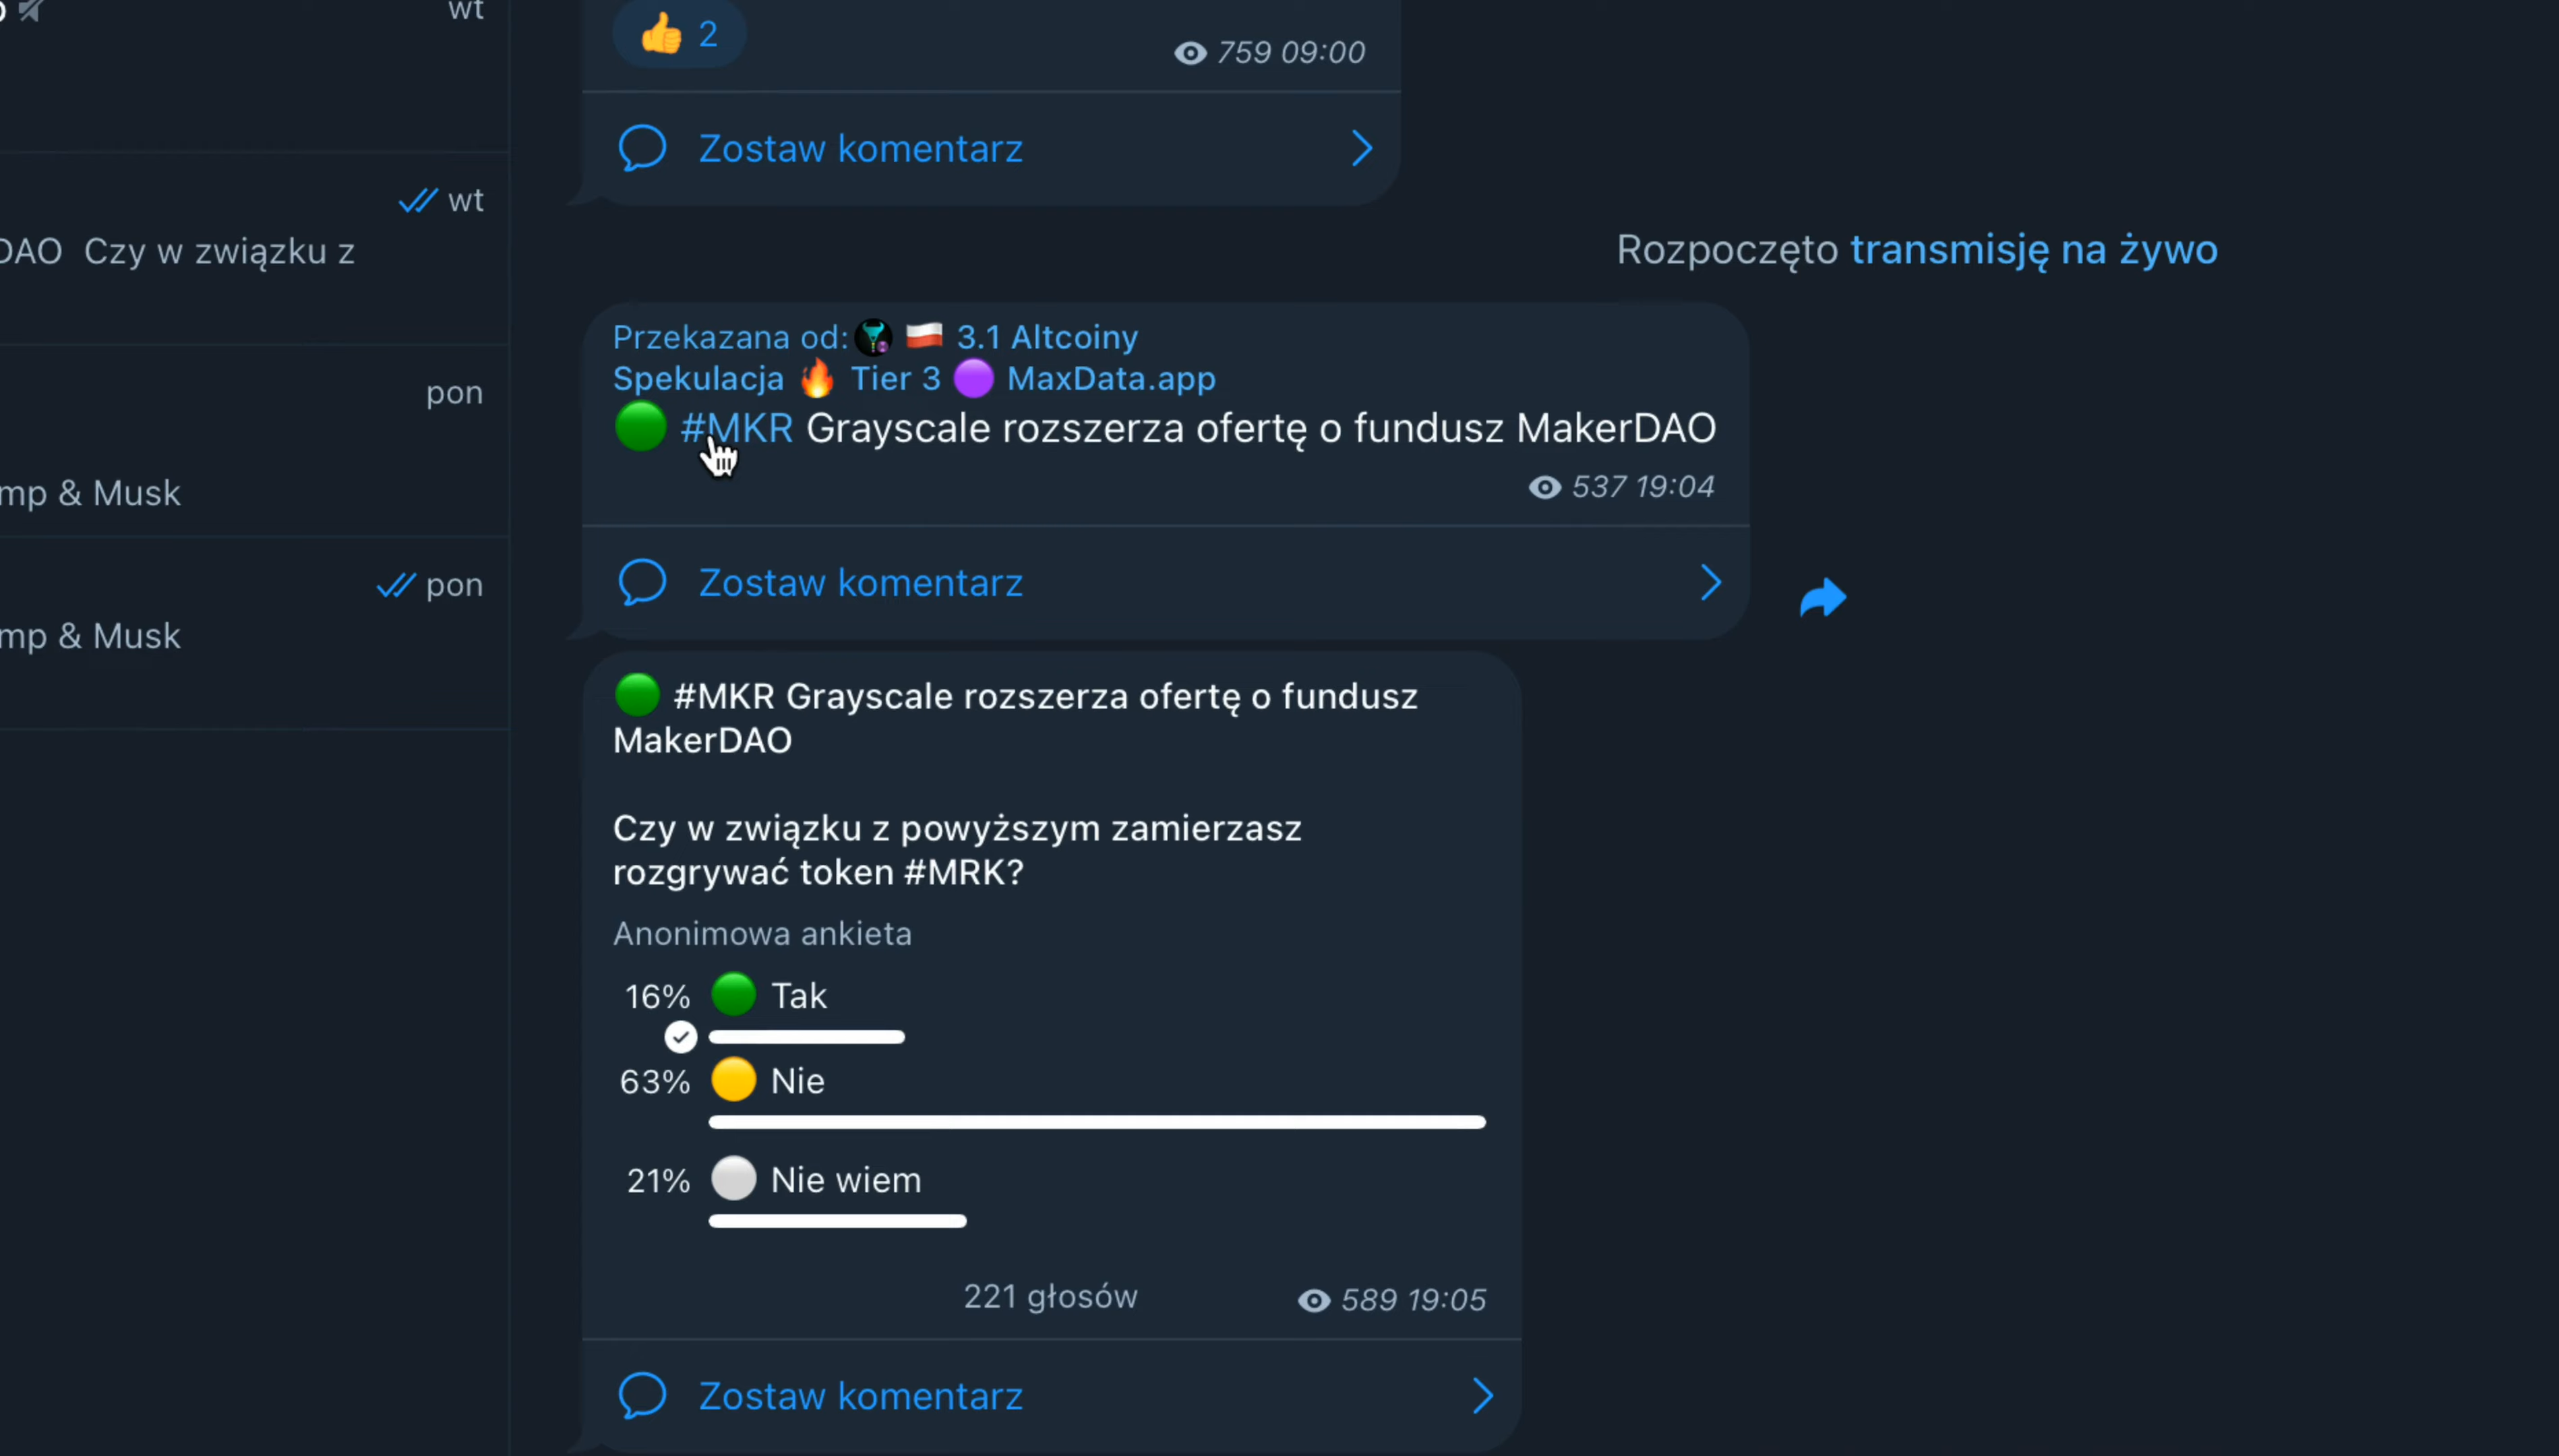 wt
wt
DAO Czy w związku z
pon
mp & Musk
pon
mp & Musk
👍 2
759 09:00
Zostaw komentarz
Rozpoczęto transmisję na żywo
Przekazana od: 🇵🇱 3.1 Altcoiny
Spekulacja 🔥 Tier 3 🟣 MaxData.app
🟢 #MKR Grayscale rozszerza ofertę o fundusz MakerDAO
537 19:04
Zostaw komentarz
🟢 #MKR Grayscale rozszerza ofertę o fundusz
MakerDAO
Czy w związku z powyższym zamierzasz
rozgrywać token #MRK?
Anonimowa ankieta
16% 🟢 Tak
63% 🟡 Nie
21% ⚪ Nie wiem
221 głosów
589 19:05
Zostaw komentarz